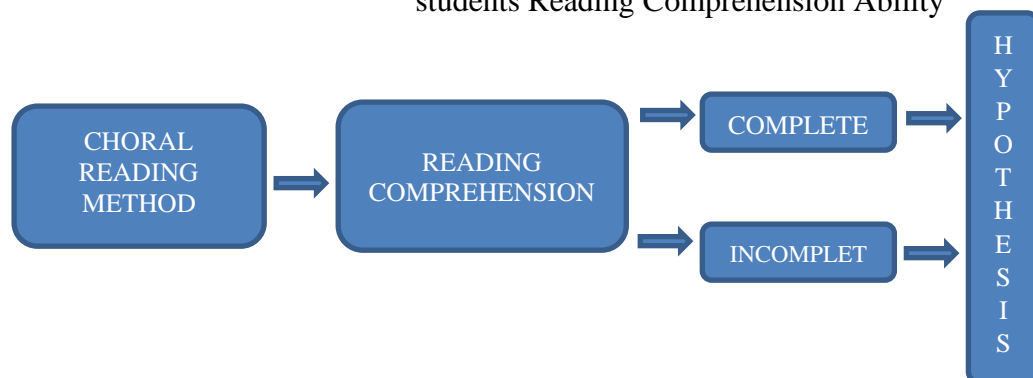 students Reading Comprehension Ability
CHORAL
READING
METHOD
READING
COMPREHENSION
COMPLETE
INCOMPLET
H
Y
P
O
T
H
E
S
I
S